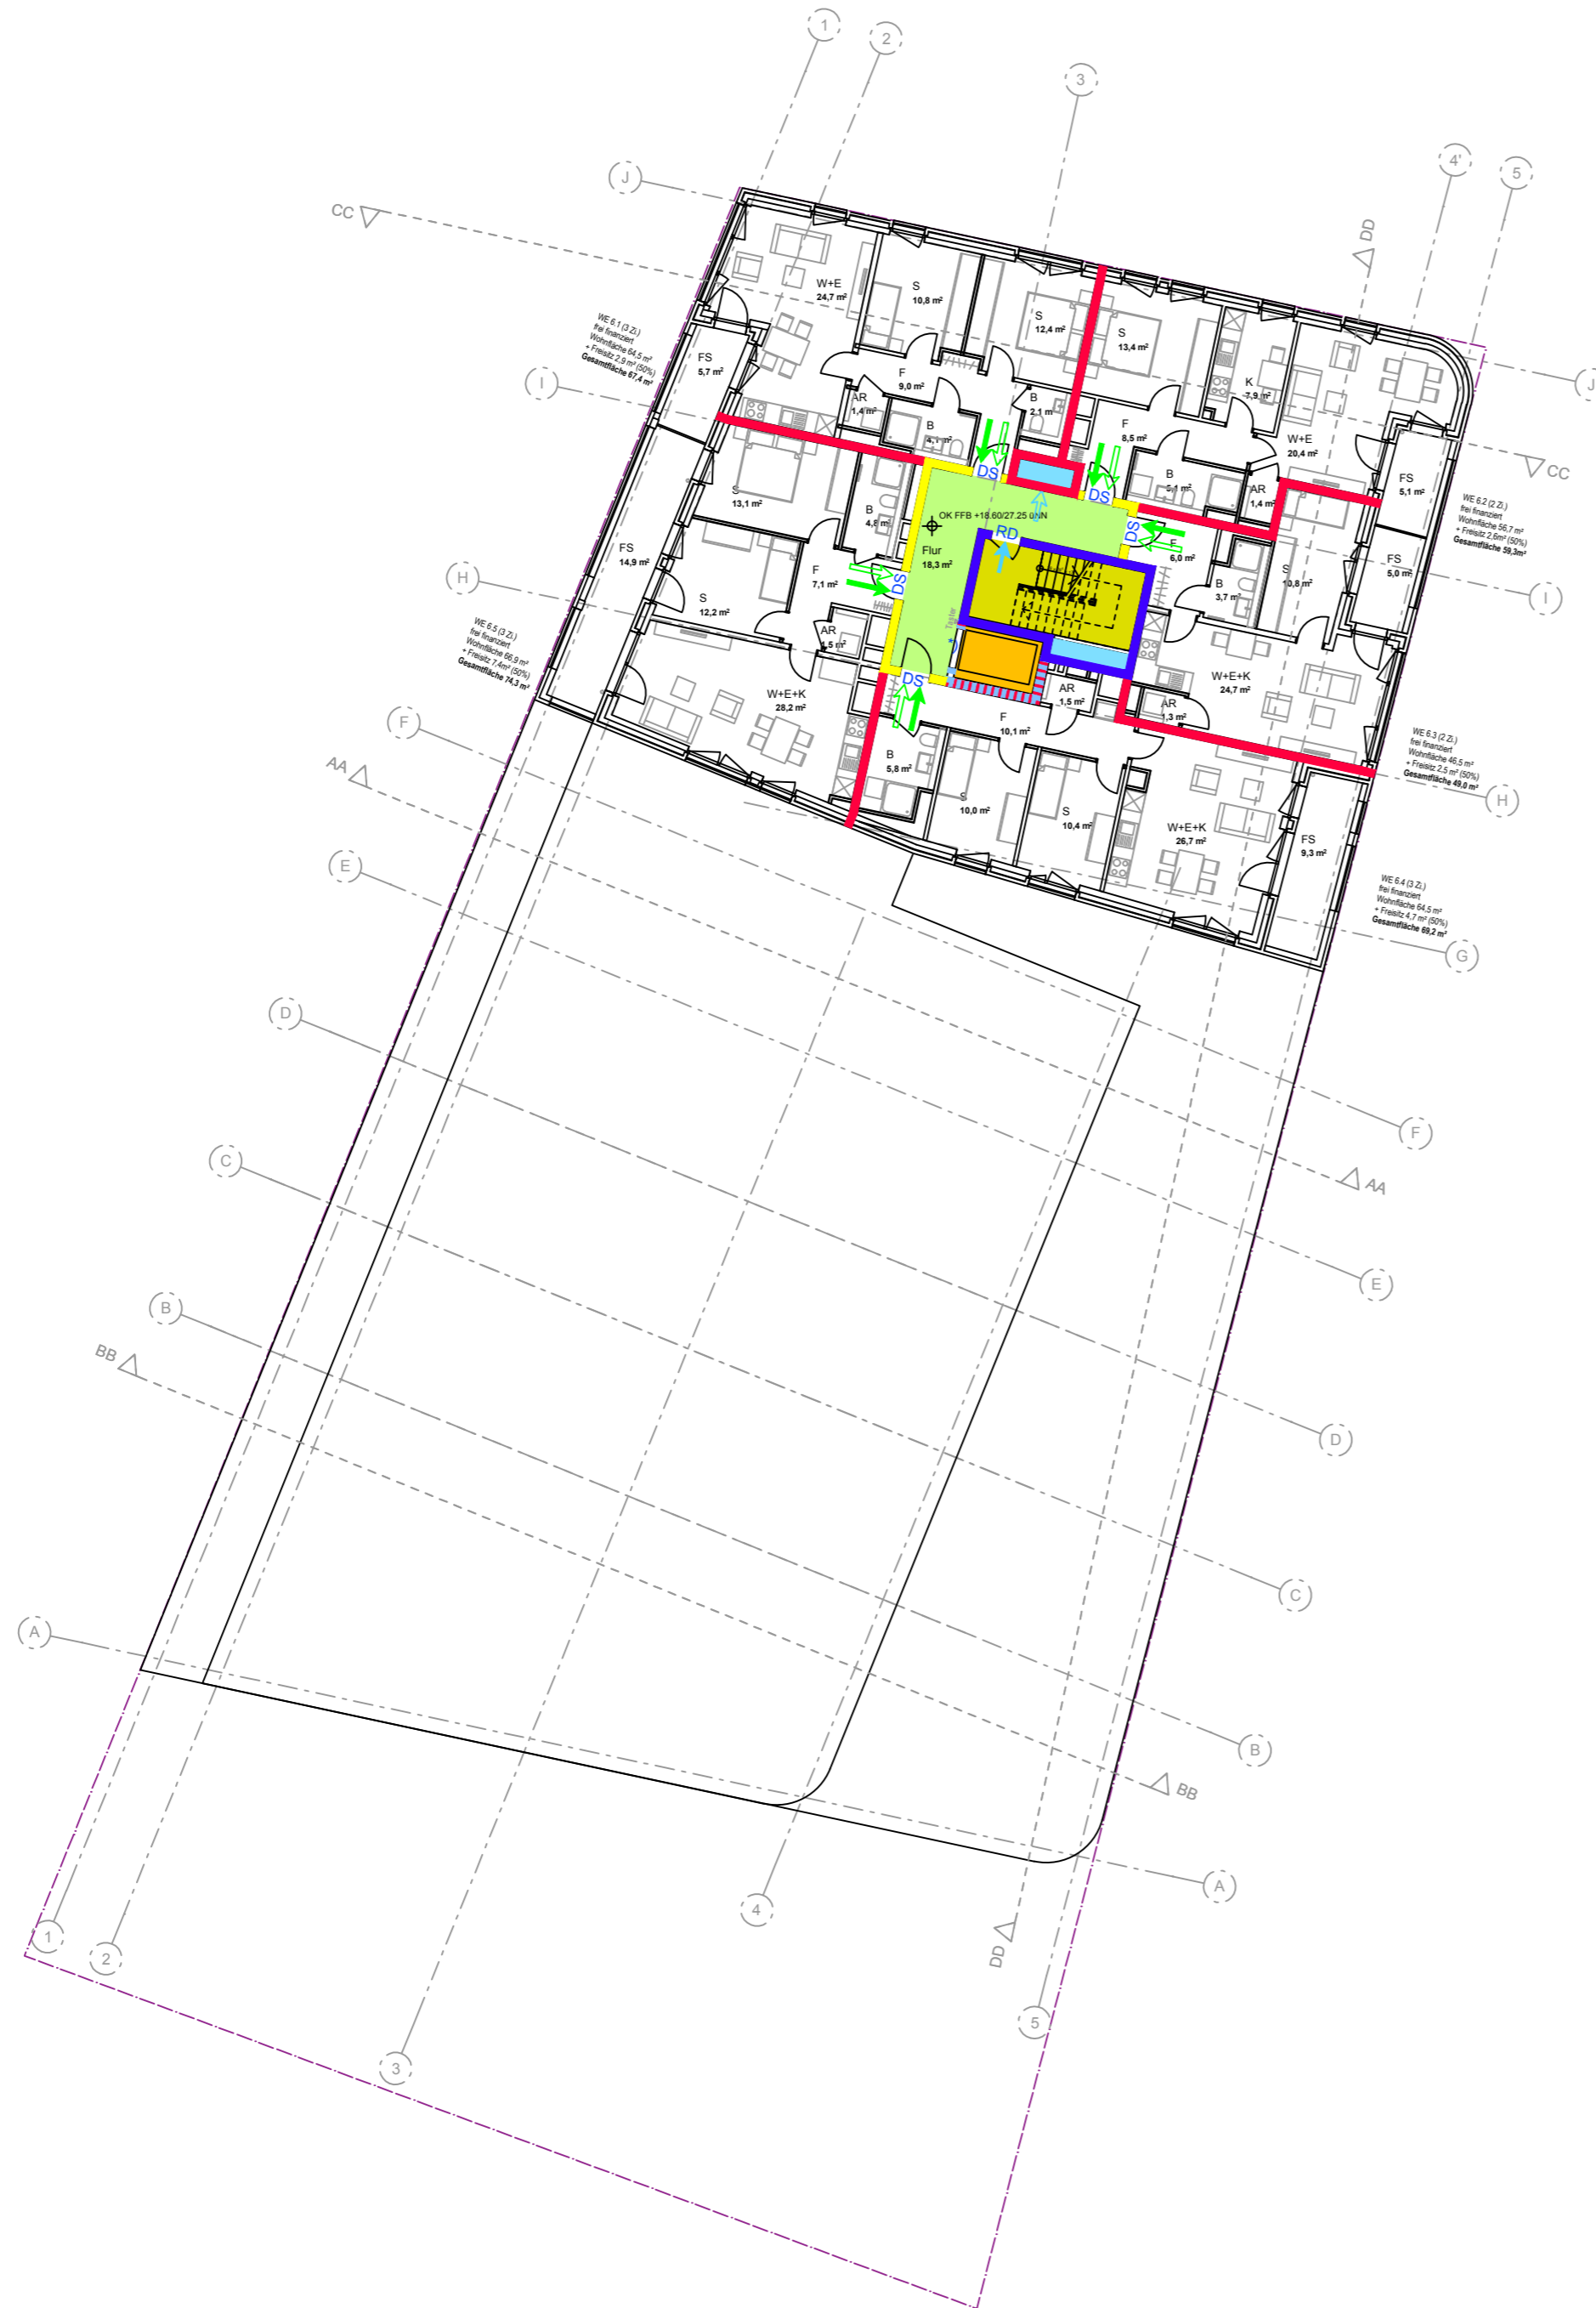 1
2
3
4'
5
J
CC
DD
J
I
CC
W+E
24,7 m²
S
10,8 m²
S
12,4 m²
S
13,4 m²
K
7,9 m²
W+E
20,4 m²
WE 6.1 (3 Zi.)
frei finanziert
Wohnfläche 64,5 m²
+ Freisitz 2,9 m² (50%)
Gesamtfläche 67,4 m²
FS
5,7 m²
F
9,0 m²
AR
1,4 m²
B
B
2,1 m
F
8,5 m²
B
AR
1,4 m²
FS
5,1 m²
WE 6.2 (2 Zi.)
frei finanziert
Wohnfläche 56,7 m²
+ Freisitz 2,6m² (50%)
Gesamtfläche 59,3m²
DS
DS
DS
S
13,1 m²
B
4,8 m²
OK FFB +18.60/27.25 üNN
RD
Flur
18,3 m²
F
6,0 m²
B
3,7 m²
S
10,8 m²
FS
5,0 m²
I
H
FS
14,9 m²
S
12,2 m²
F
7,1 m²
DS
AR
WE 6.5 (3 Zi.)
frei finanziert
Wohnfläche 66,9 m²
+ Freisitz 7,4m² (50%)
Gesamtfläche 74,3 m²
W+E+K
28,2 m²
DS
AR
1,5 m²
F
10,1 m²
AR
1,3 m²
W+E+K
24,7 m²
WE 6.3 (2 Zi.)
frei finanziert
Wohnfläche 46,5 m²
+ Freisitz 2,5 m² (50%)
Gesamtfläche 49,0 m²
H
F
AA
B
5,8 m²
S
10,0 m²
S
10,4 m²
W+E+K
26,7 m²
FS
9,3 m²
WE 6.4 (3 Zi.)
frei finanziert
Wohnfläche 64,5 m²
+ Freisitz 4,7 m² (50%)
Gesamtfläche 69,2 m²
G
E
D
F
C
AA
E
B
BB
D
C
A
B
BB
A
4
1
2
DD
5
3